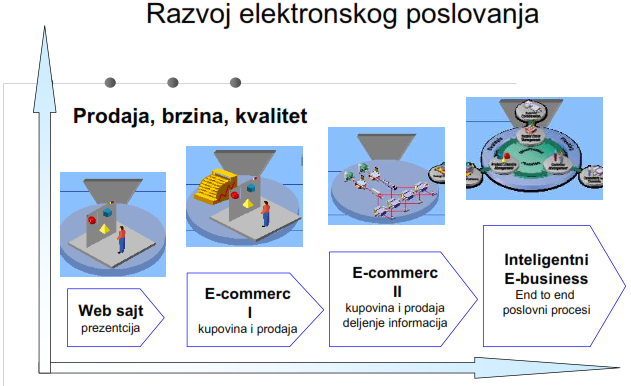 Razvoj elektronskog poslovanja
Prodaja, brzina, kvalitet
Web sajt
prezentcija
E-commerc
I
kupovina i prodaja
E-commerc
II
kupovina i prodaja
deljenje informacija
Inteligentni
E-business
End to end
poslovni procesi